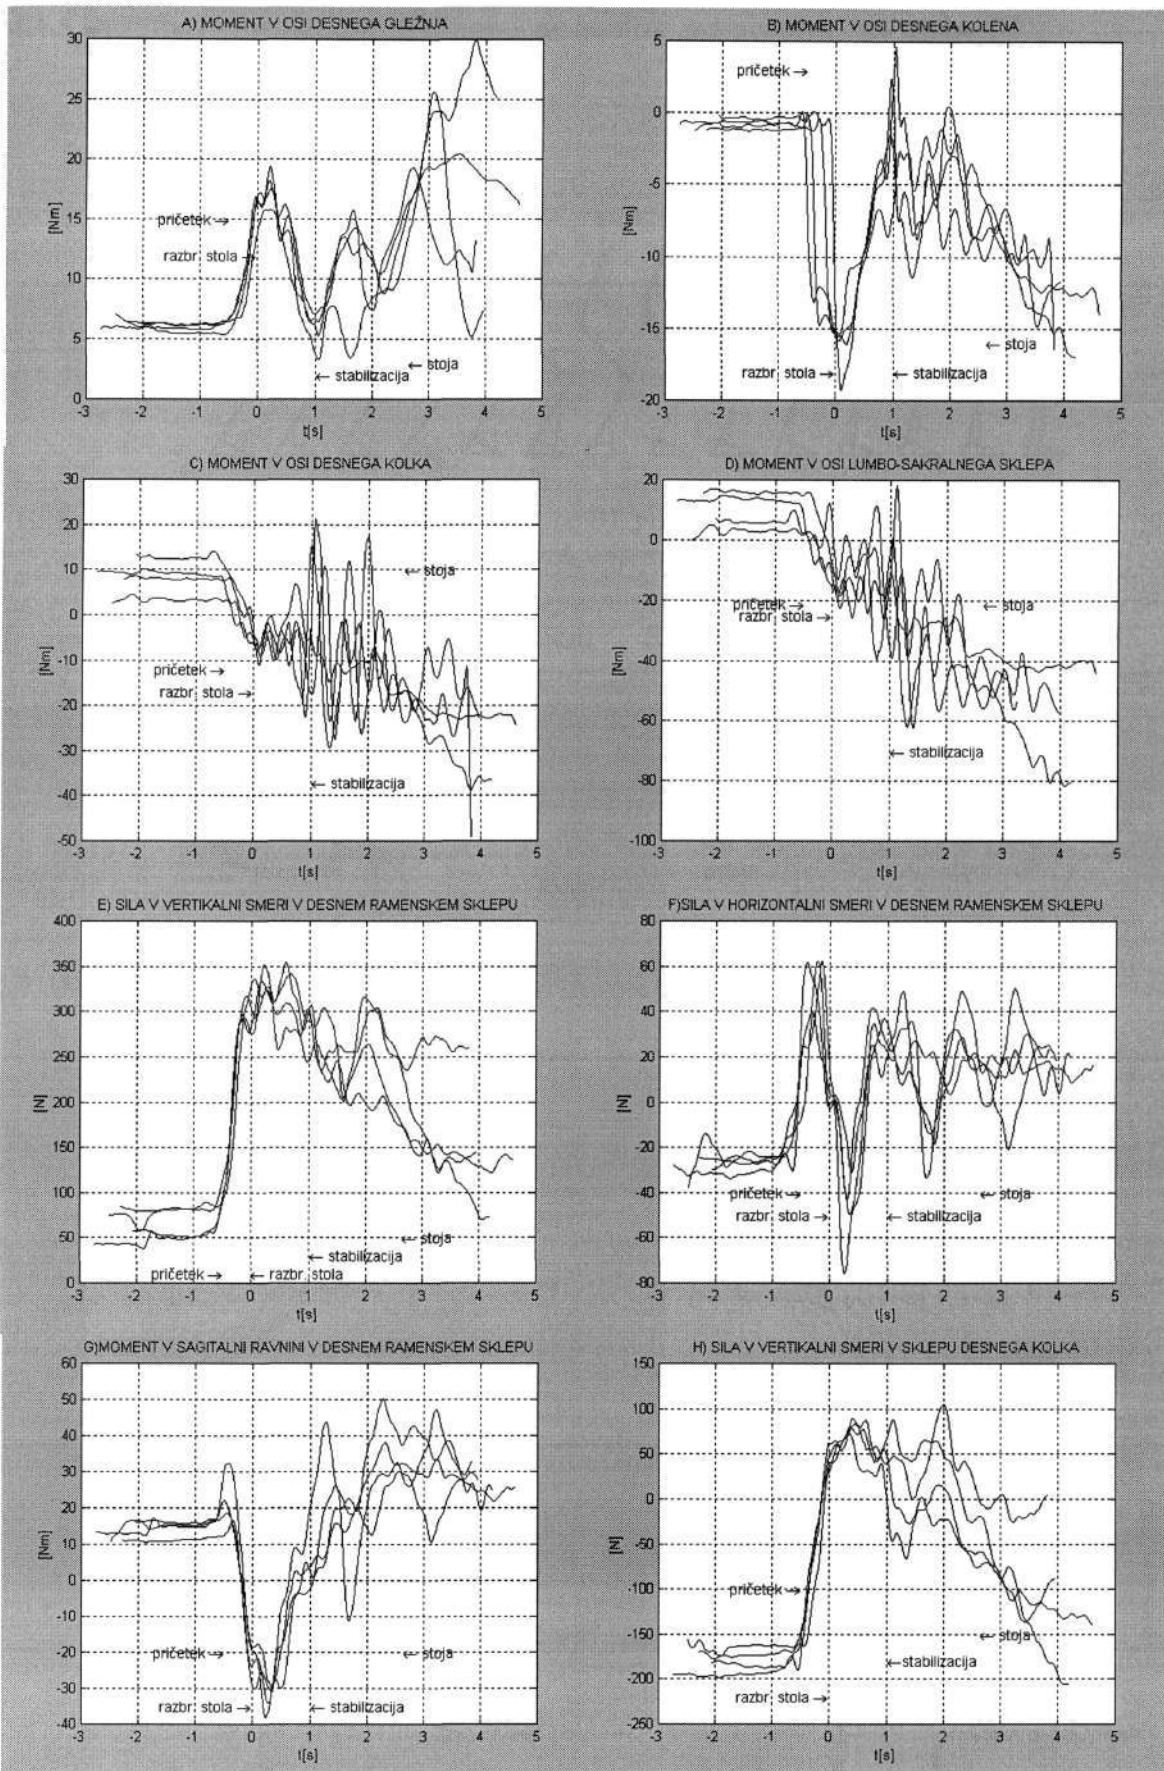 A) MOMENT V OSI DESNEGA GLEŽNJA
30
25
20
15
10
5
0
[Nm]
pričetek →
razbr. stola →
← stoja
← stabilizacija
-3 -2 -1 0 1 2 3 4 5
t[s]
B) MOMENT V OSI DESNEGA KOLENA
5
0
-5
-10
-15
-20
[Nm]
pričetek →
← stoja
razbr. stola →
← stabilizacija
-3 -2 -1 0 1 2 3 4 5
t[s]
C) MOMENT V OSI DESNEGA KOLKA
30
20
10
0
-10
-20
-30
-40
-50
[Nm]
← stoja
pričetek →
razbr. stola →
← stabilizacija
-3 -2 -1 0 1 2 3 4 5
t[s]
D) MOMENT V OSI LUMBO-SAKRALNEGA SKLEPA
20
0
-20
-40
-60
-80
-100
[Nm]
pričetek →
← stoja
razbr. stola →
← stabilizacija
-3 -2 -1 0 1 2 3 4 5
t[s]
E) SILA V VERTIKALNI SMERI V DESNEM RAMENSKEM SKLEPU
400
350
300
250
200
150
100
50
0
[N]
← stoja
← stabilizacija
pričetek →
← razbr. stola
-3 -2 -1 0 1 2 3 4 5
t[s]
F)SILA V HORIZONTALNI SMERI V DESNEM RAMENSKEM SKLEPU
80
60
40
20
0
-20
-40
-60
-80
[N]
pričetek →
← stoja
razbr. stola →
← stabilizacija
-3 -2 -1 0 1 2 3 4 5
t[s]
G)MOMENT V SAGITALNI RAVNINI V DESNEM RAMENSKEM SKLEPU
60
50
40
30
20
10
0
-10
-20
-30
-40
[Nm]
pričetek →
← stoja
razbr. stola →
← stabilizacija
-3 -2 -1 0 1 2 3 4 5
t[s]
H) SILA V VERTIKALNI SMERI V SKLEPU DESNEGA KOLKA
150
100
50
0
-50
-100
-150
-200
-250
[N]
pričetek →
← stoja
← stabilizacija
razbr. stola →
-3 -2 -1 0 1 2 3 4 5
t[s]